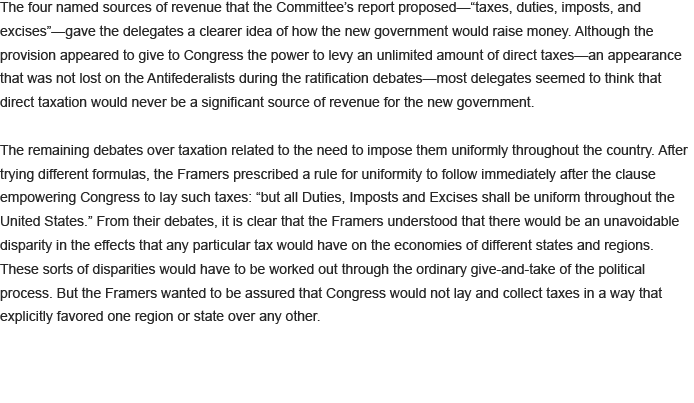 The four named sources of revenue that the Committee’s report proposed—“taxes, duties, imposts, and
excises”—gave the delegates a clearer idea of how the new government would raise money. Although the
provision appeared to give to Congress the power to levy an unlimited amount of direct taxes—an appearance
that was not lost on the Antifederalists during the ratification debates—most delegates seemed to think that
direct taxation would never be a significant source of revenue for the new government.

The remaining debates over taxation related to the need to impose them uniformly throughout the country. After
trying different formulas, the Framers prescribed a rule for uniformity to follow immediately after the clause
empowering Congress to lay such taxes: “but all Duties, Imposts and Excises shall be uniform throughout the
United States.” From their debates, it is clear that the Framers understood that there would be an unavoidable
disparity in the effects that any particular tax would have on the economies of different states and regions.
These sorts of disparities would have to be worked out through the ordinary give-and-take of the political
process. But the Framers wanted to be assured that Congress would not lay and collect taxes in a way that
explicitly favored one region or state over any other.